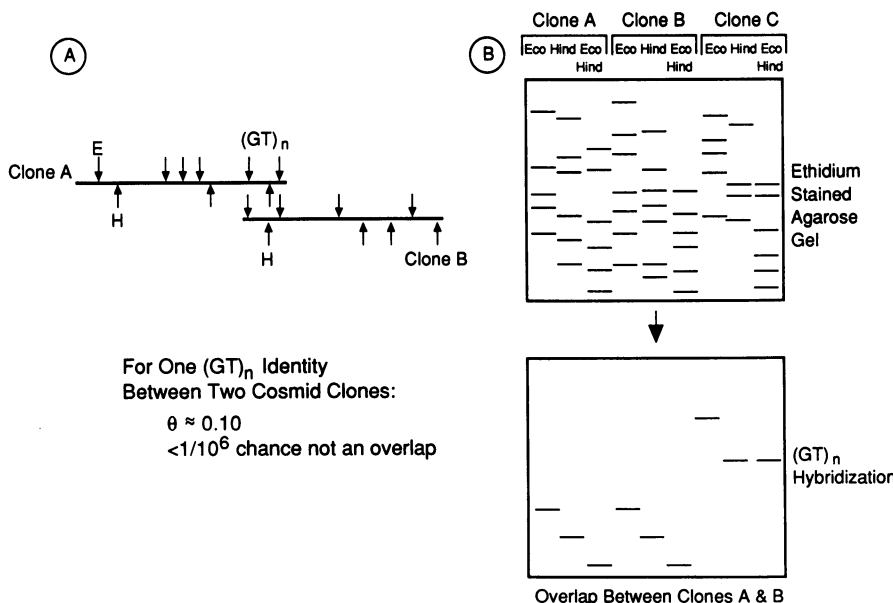 A
E
(GT)n
Clone A
H
H
Clone B
For One (GT)n Identity
Between Two Cosmid Clones:
θ ≈ 0.10
<1/10^6 chance not an overlap
B
Clone A Clone B Clone C
Eco Hind Eco Hind Eco Hind Eco Eco Hind Hind Eco Hind
Ethidium
Stained
Agarose
Gel
(GT)n
Hybridization
Overlap Between Clones A & B